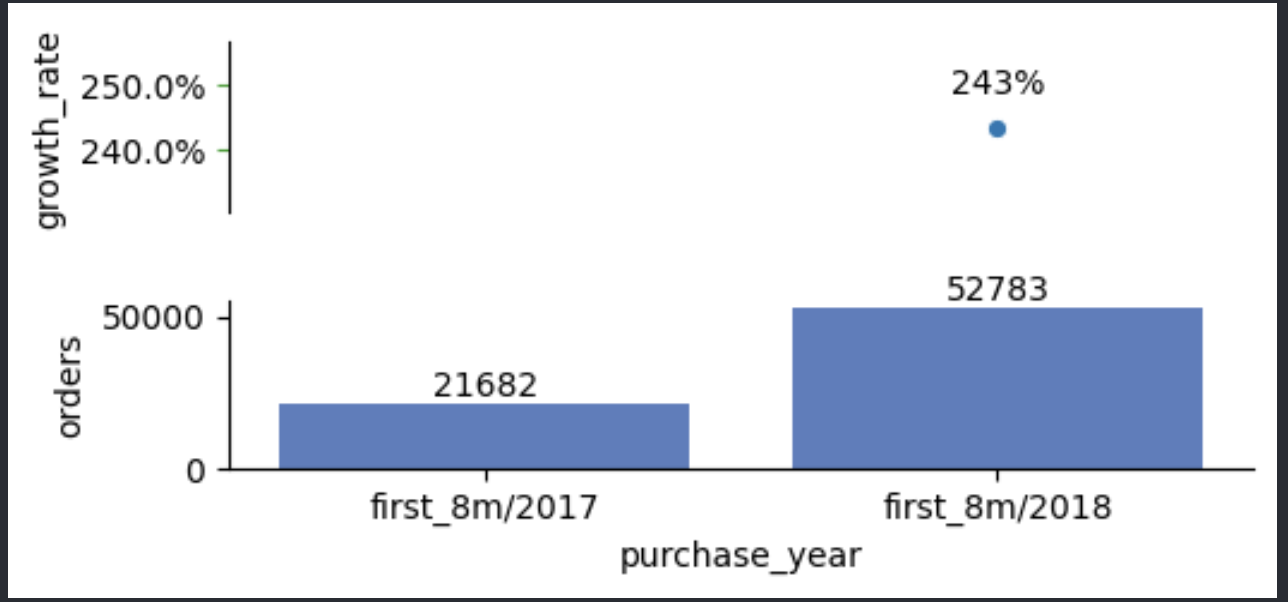 growth_rate
250.0%
240.0%
243%
orders
50000
0
21682
52783
first_8m/2017
first_8m/2018
purchase_year